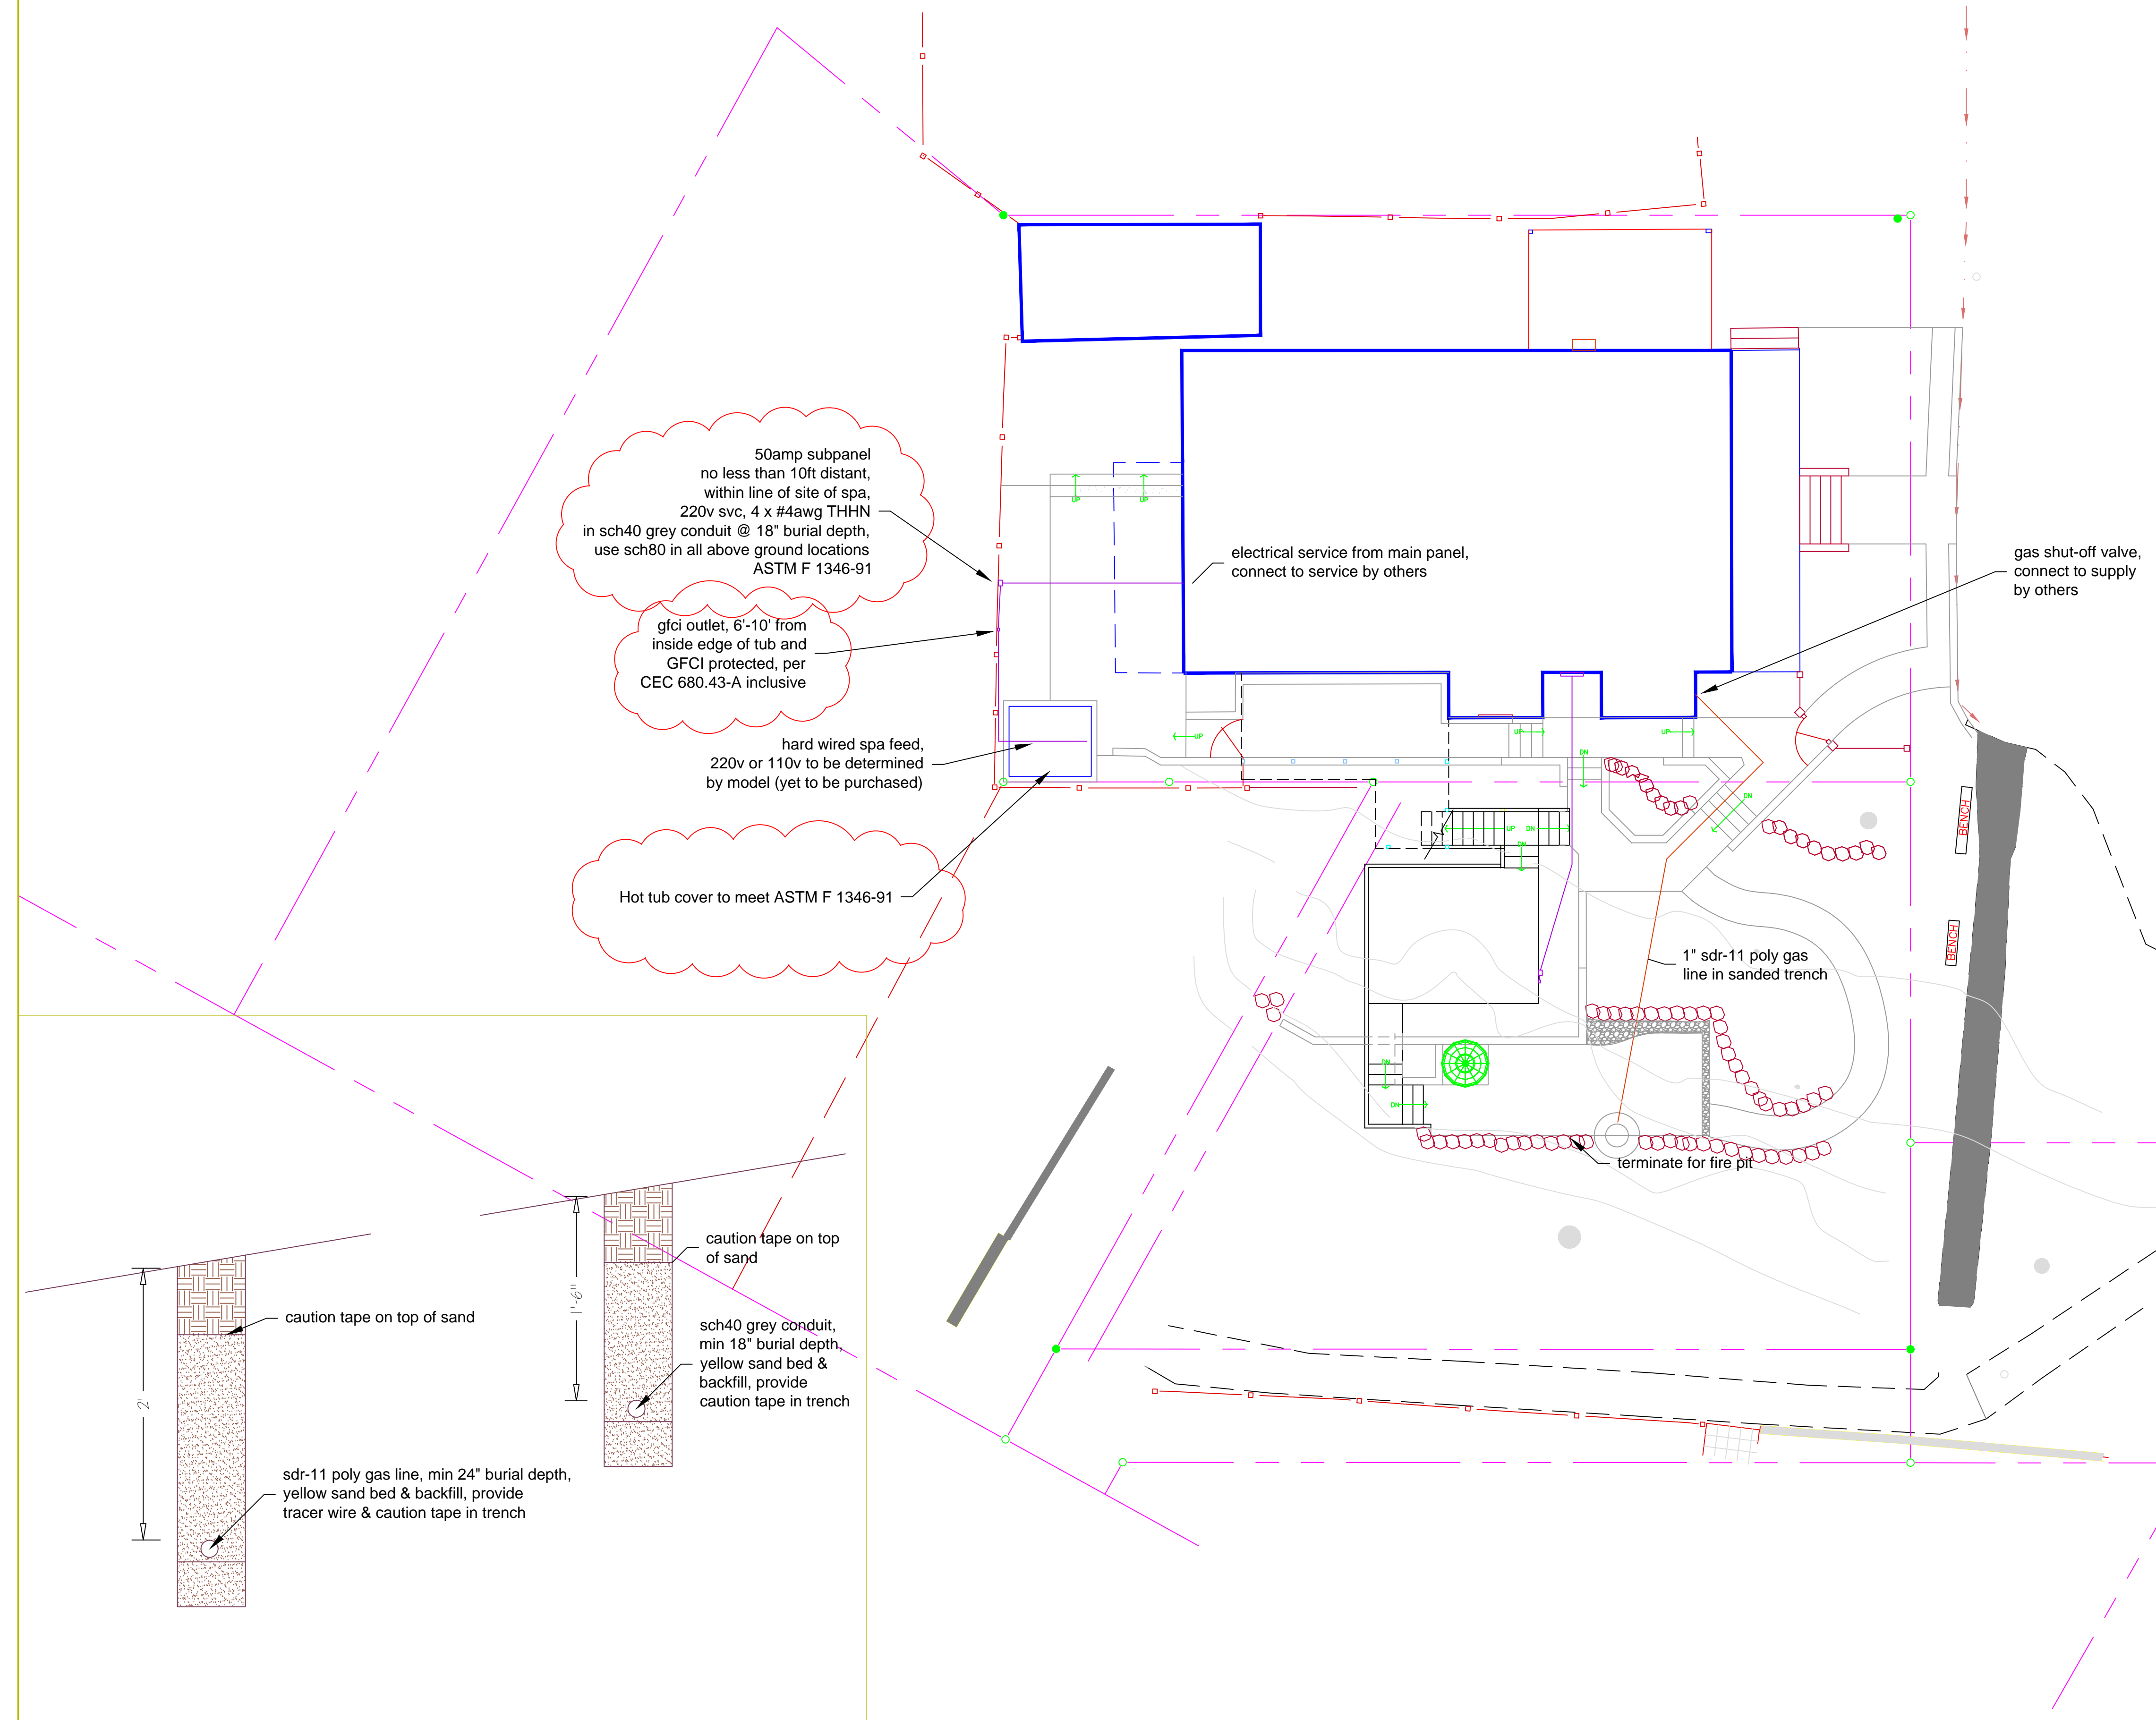 50amp subpanel
no less than 10ft distant,
within line of site of spa,
220v svc, 4 x #4awg THHN
in sch40 grey conduit @ 18" burial depth,
use sch80 in all above ground locations
ASTM F 1346-91
UP
UP
electrical service from main panel,
connect to service by others
gas shut-off valve,
connect to supply
by others
gfci outlet, 6'-10' from
inside edge of tub and
GFCI protected, per
CEC 680.43-A inclusive
hard wired spa feed,
220v or 110v to be determined
by model (yet to be purchased)
UP
UP
UP
DN
DN
UP
DN
DN
BENCH
BENCH
Hot tub cover to meet ASTM F 1346-91
1" sdr-11 poly gas
line in sanded trench
DN
DN
terminate for fire pit
caution tape on top
of sand
1'-6"
caution tape on top of sand
2'
sch40 grey conduit,
min 18" burial depth,
yellow sand bed &
backfill, provide
caution tape in trench
sdr-11 poly gas line, min 24" burial depth,
yellow sand bed & backfill, provide
tracer wire & caution tape in trench